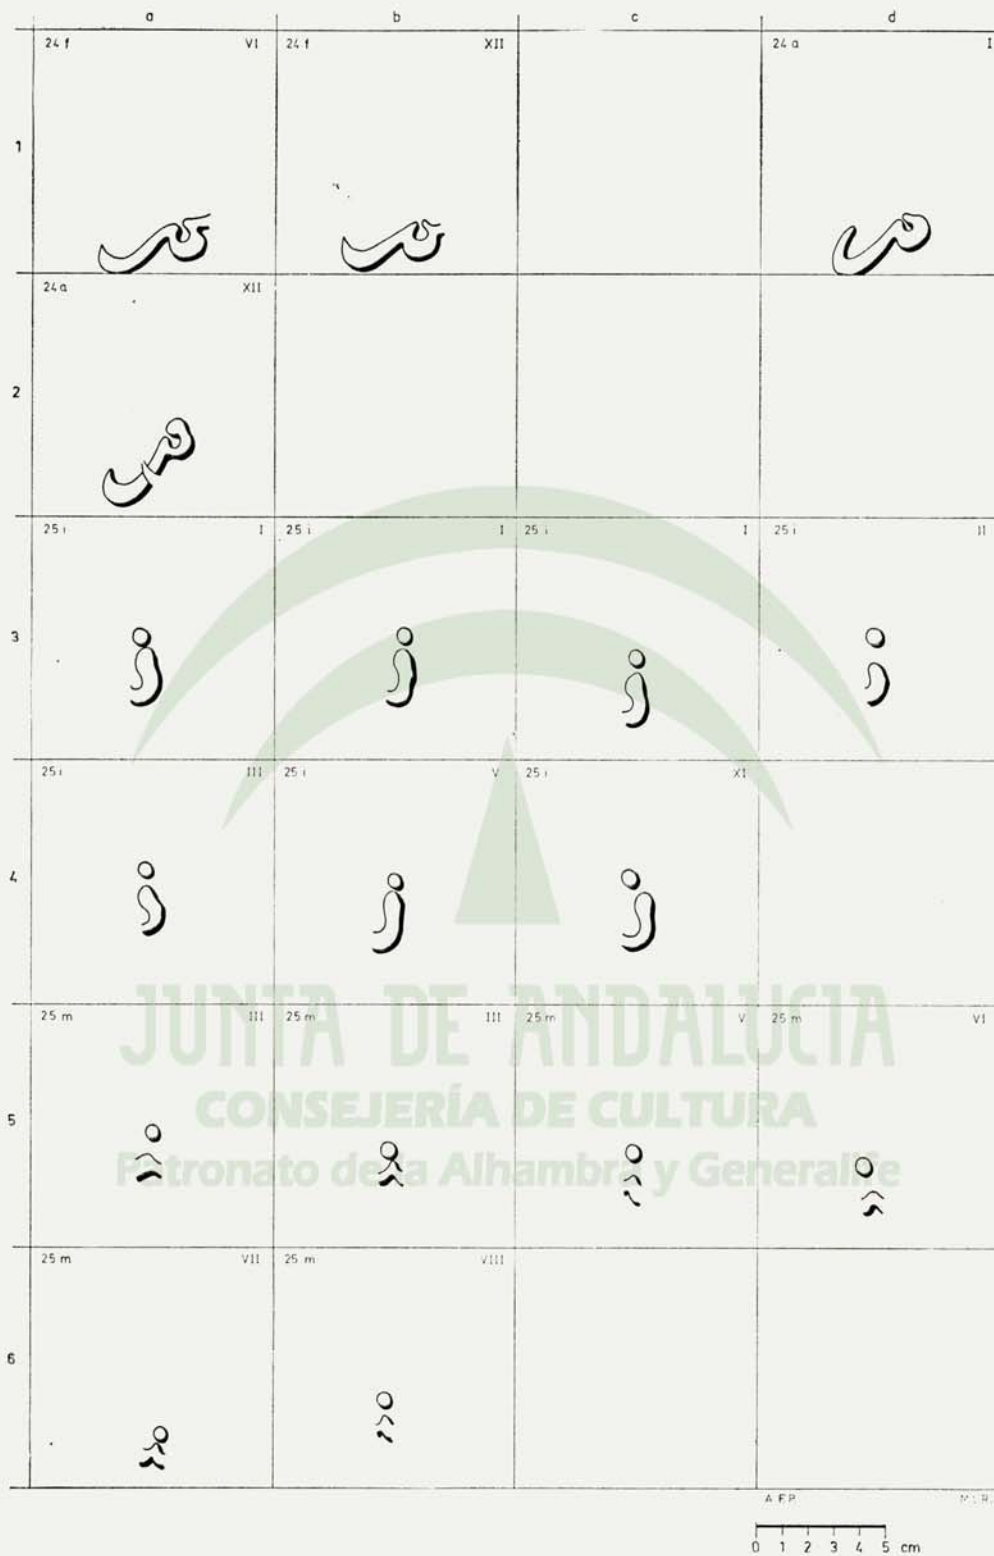 a b c d
24 f VI 24 f XII 24 a I
1
24 a XII
2
25 i I 25 i I 25 i I 25 i II
3
25 i III 25 i V 25 i XI
4
25 m III 25 m III 25 m V 25 m VI
JUNTA DE ANDALUCIA
CONSEJERÍA DE CULTURA
5
Patronato de la Alhambra y Generalife
25 m VII 25 m VIII
6
A.E.P.
0 1 2 3 4 5 cm